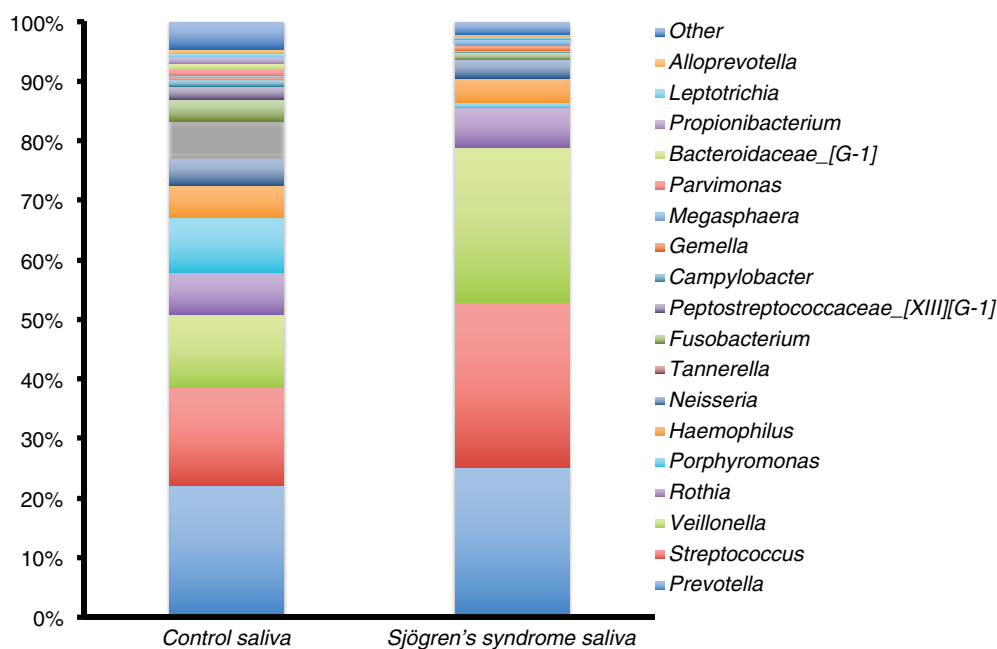 100%
90%
80%
70%
60%
50%
40%
30%
20%
10%
0%
Control saliva
Sjögren's syndrome saliva
Other
Alloprevotella
Leptotrichia
Propionibacterium
Bacteroidaceae_[G-1]
Parvimonas
Megasphaera
Gemella
Campylobacter
Peptostreptococcaceae_[XIII][G-1]
Fusobacterium
Tannerella
Neisseria
Haemophilus
Porphyromonas
Rothia
Veillonella
Streptococcus
Prevotella